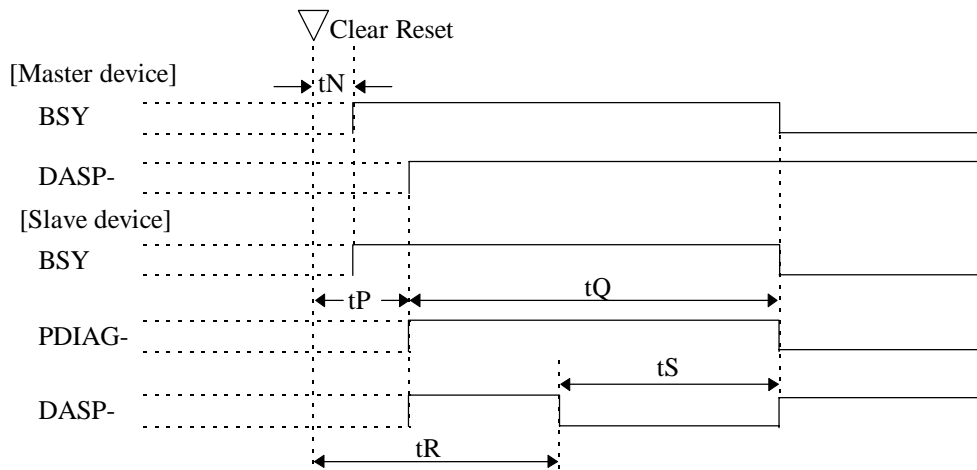 Clear Reset
[Master device]
tN
BSY
DASP-
[Slave device]
BSY
tP
tQ
PDIAG-
tS
DASP-
tR